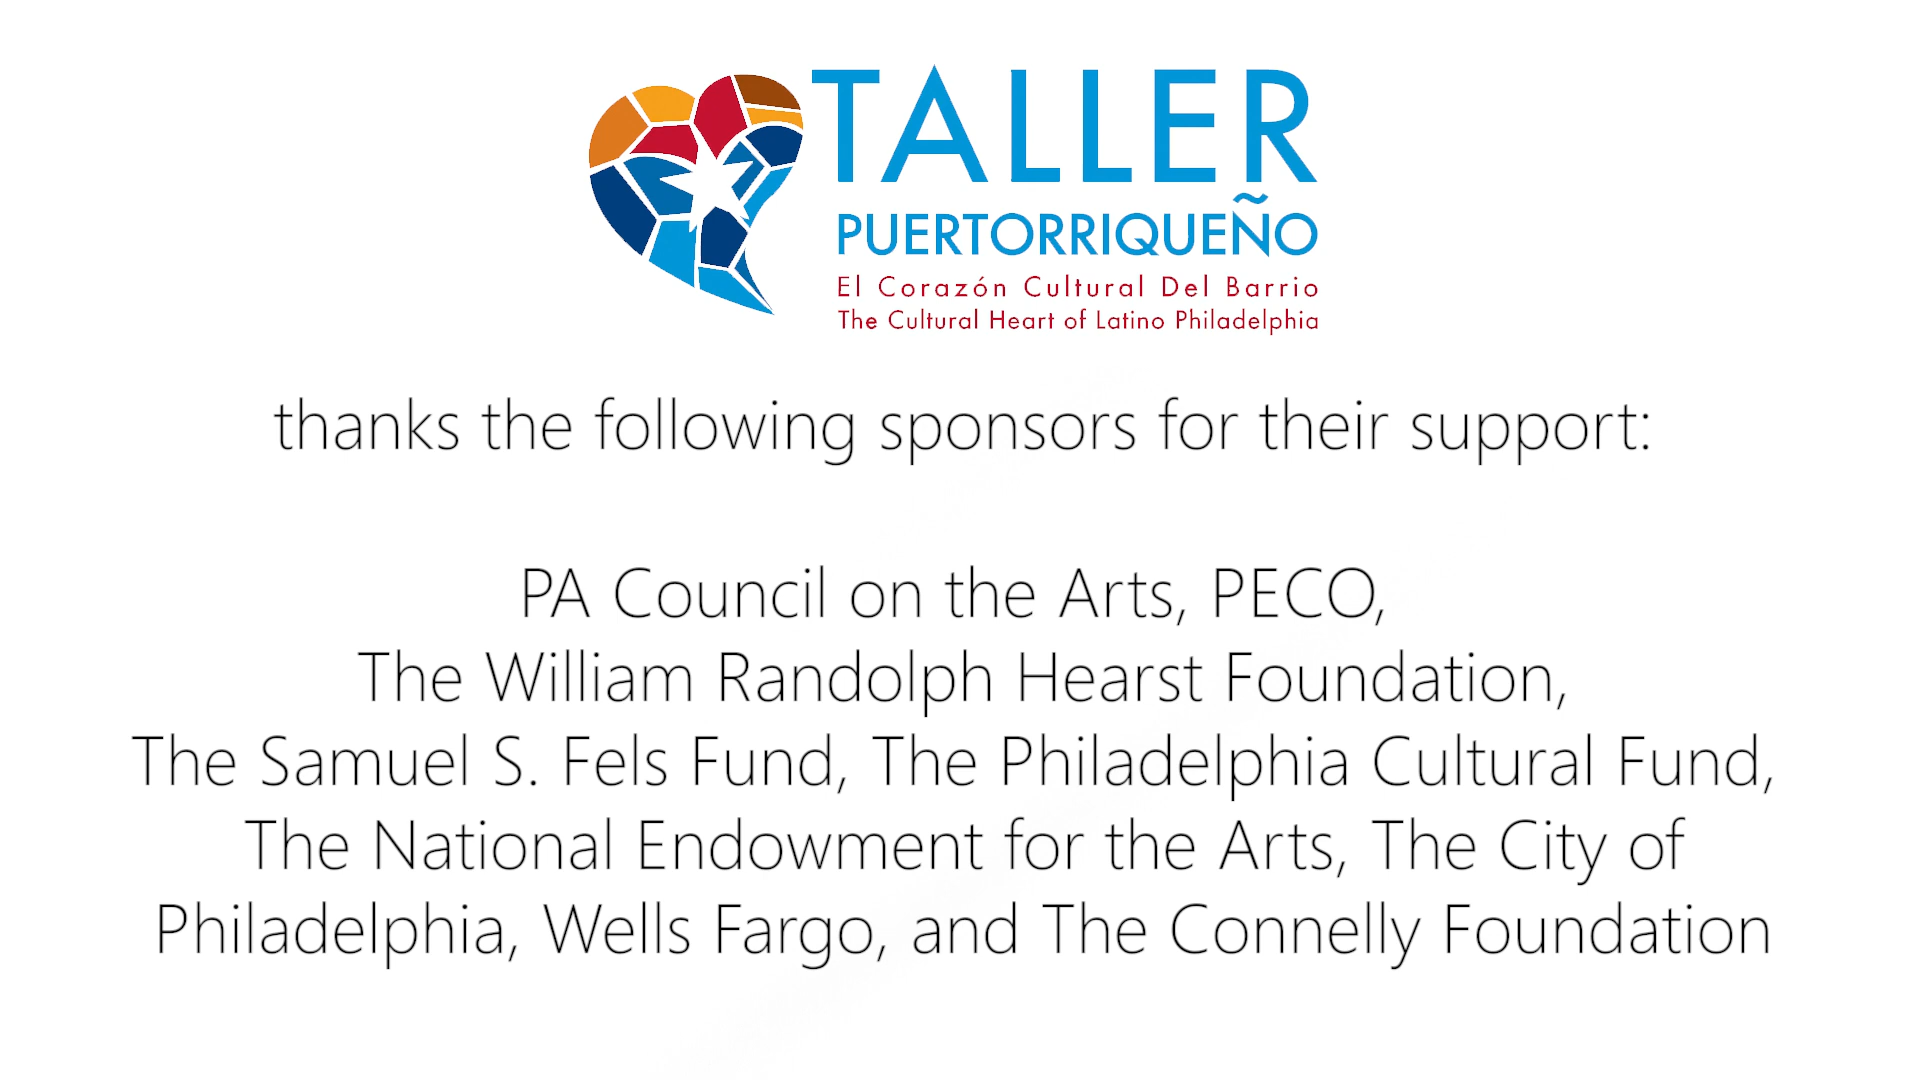 TALLER
PUERTORRIQUEÑO
El Corazón Cultural Del Barrio
The Cultural Heart of Latino Philadelphia
thanks the following sponsors for their support:
PA Council on the Arts, PECO,
The William Randolph Hearst Foundation,
The Samuel S. Fels Fund, The Philadelphia Cultural Fund,
The National Endowment for the Arts, The City of
Philadelphia, Wells Fargo, and The Connelly Foundation